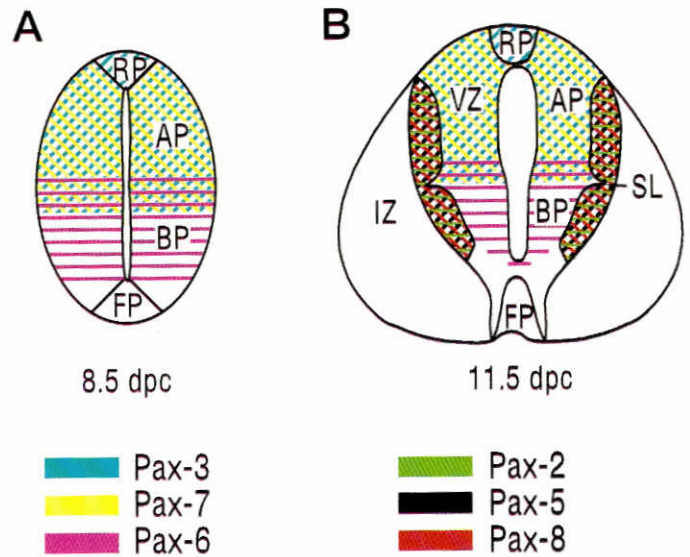 A
RP
AP
BP
FP
8.5 dpc
B
RP
VZ AP
SL
IZ BP
FP
11.5 dpc
Pax-3
Pax-7
Pax-6
Pax-2
Pax-5
Pax-8